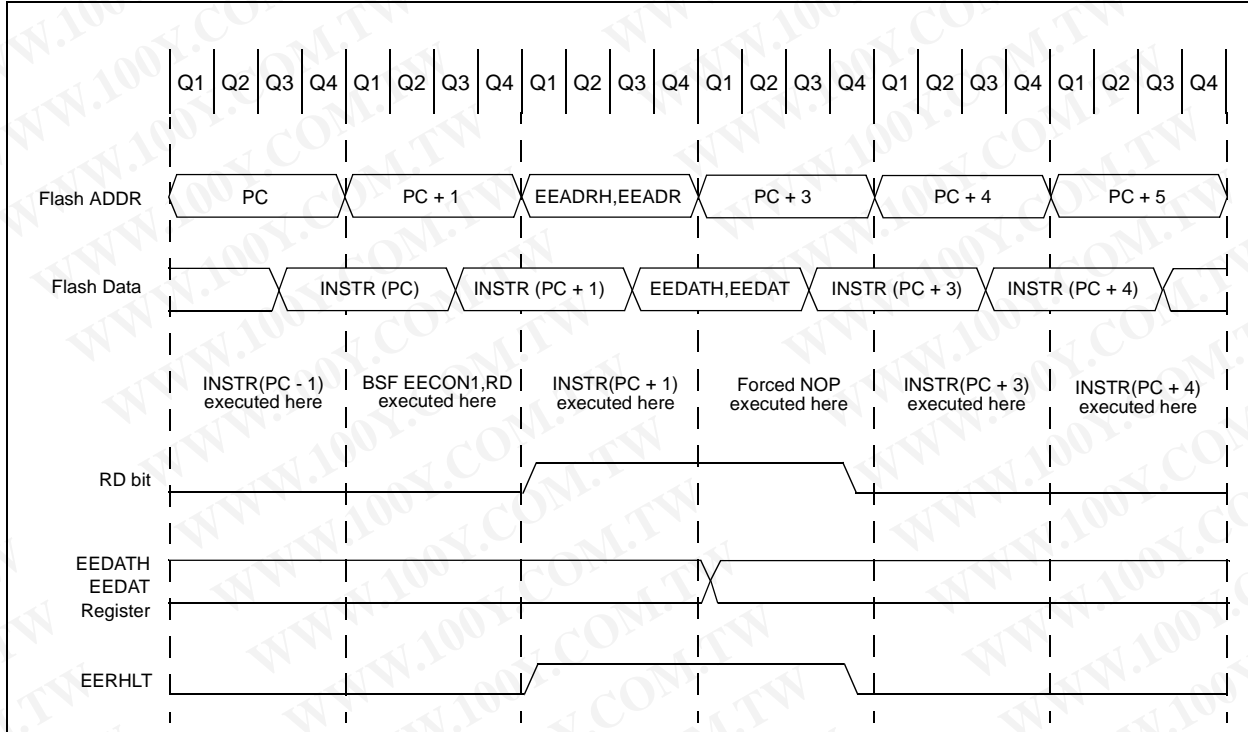 Q1 Q2 Q3 Q4 Q1 Q2 Q3 Q4 Q1 Q2 Q3 Q4 Q1 Q2 Q3 Q4 Q1 Q2 Q3 Q4 Q1 Q2 Q3 Q4
Flash ADDR PC PC + 1 EEADRH,EEADR PC + 3 PC + 4 PC + 5
Flash Data INSTR (PC) INSTR (PC + 1) EEDATH,EEDAT INSTR (PC + 3) INSTR (PC + 4)
INSTR(PC - 1) BSF EECON1,RD INSTR(PC + 1) Forced NOP INSTR(PC + 3) INSTR(PC + 4)
executed here executed here executed here executed here executed here executed here
RD bit
EEDATH
EEDAT
Register
EERHLT
WWW.100Y.COM.TW